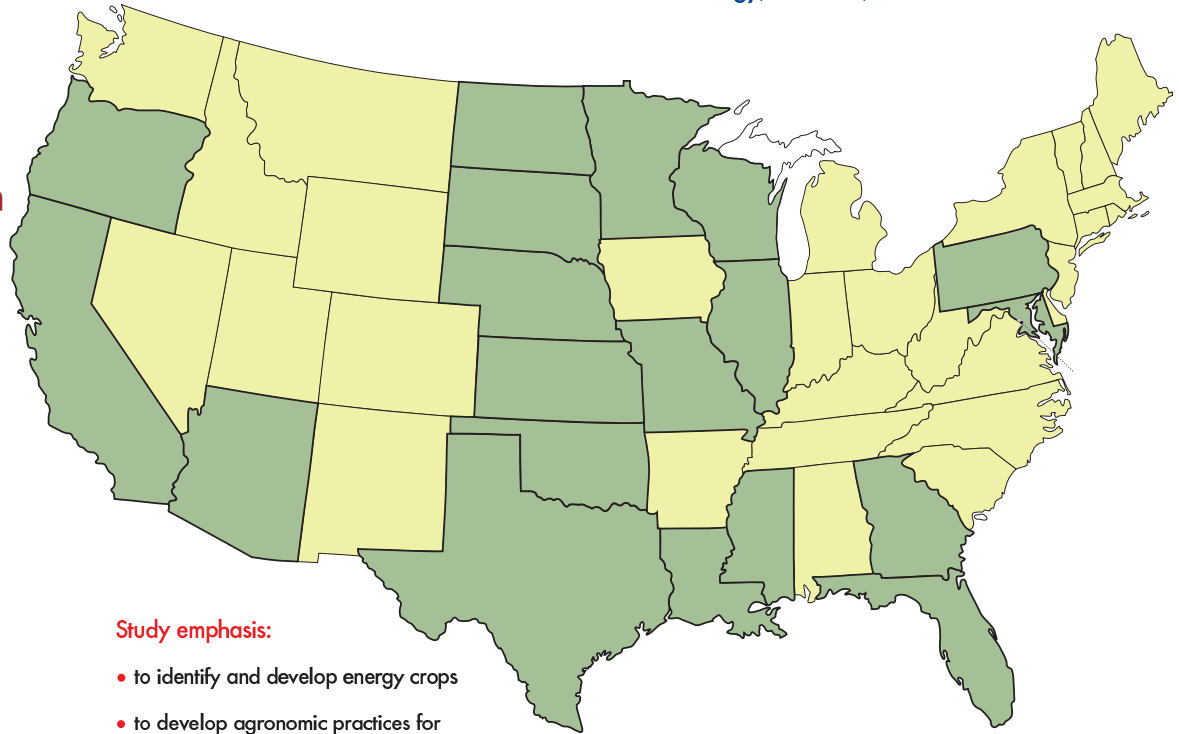 Study emphasis:
• to identify and develop energy crops
• to develop agronomic practices for